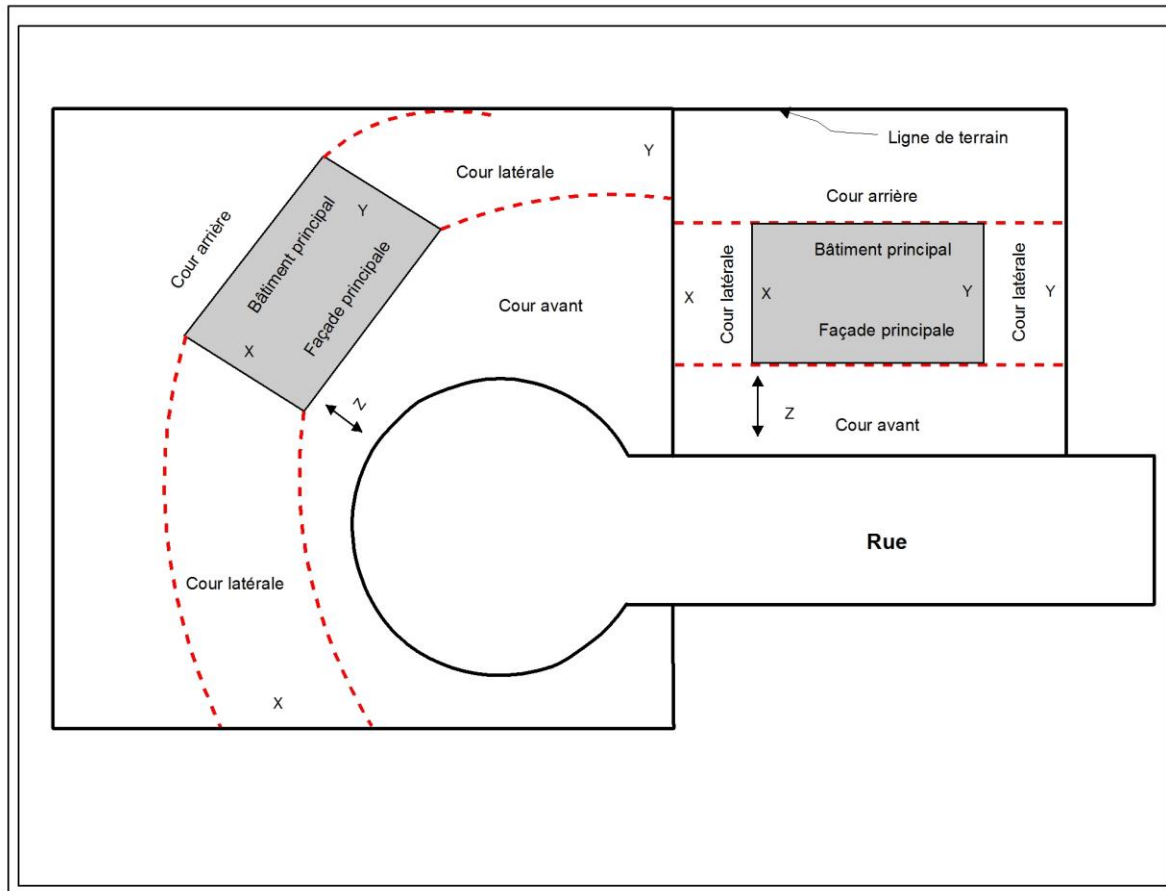 Ligne de terrain
Y
Cour latérale
Cour arrière
Cour arrière
Bâtiment principal
Y
Façade principale
X
Cour avant
Z
X
Cour latérale
X
Bâtiment principal
Y
Façade principale
Cour latérale
Y
Z
Cour avant
Rue
Cour latérale
X